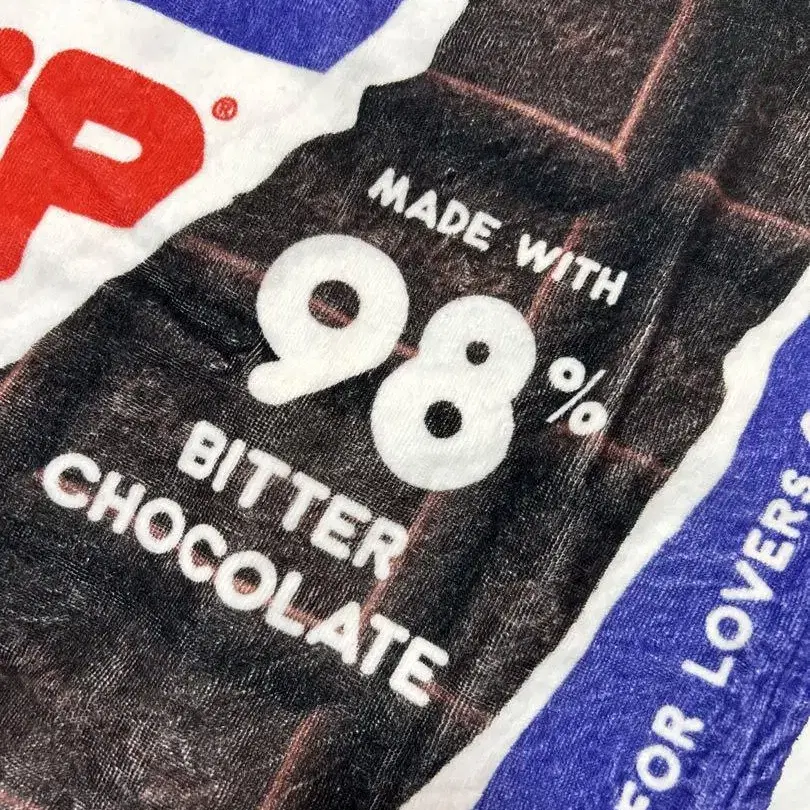 P®
MADE WITH
98%
BITTER
CHOCOLATE
FOR LOVERS